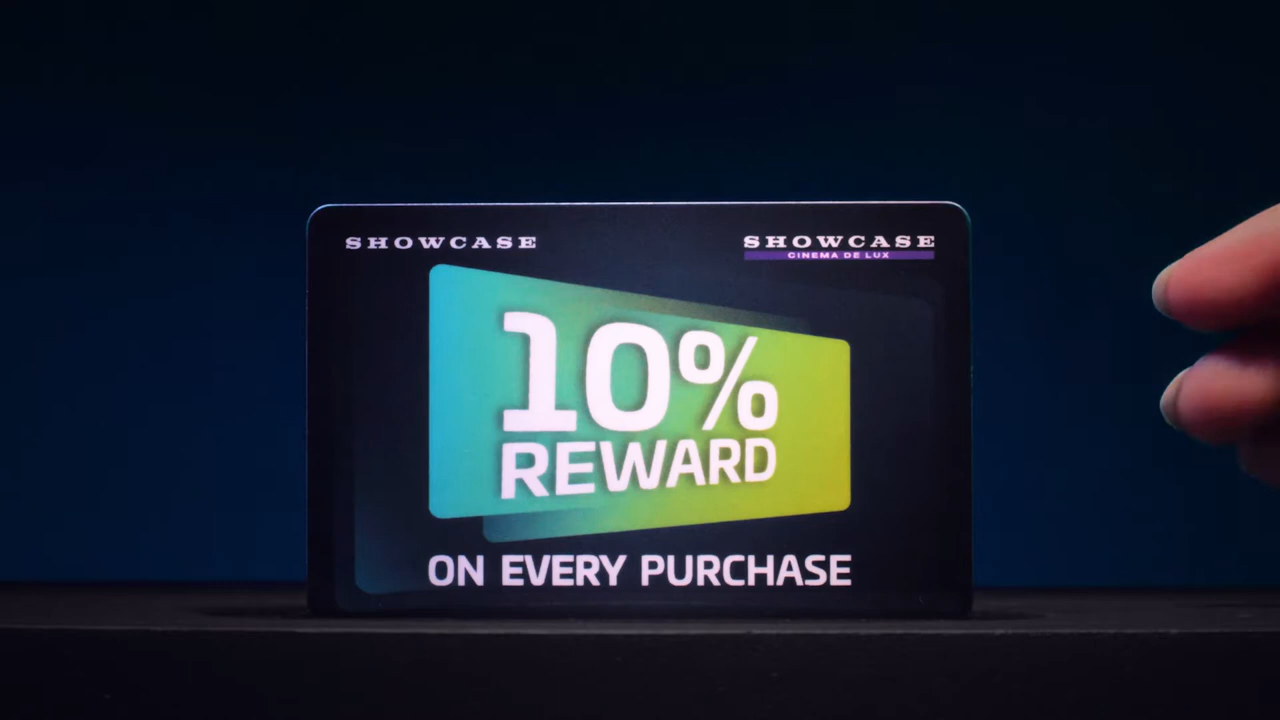 SHOWCASE
SHOWCASE
CINEMA DE LUX
10%
REWARD
ON EVERY PURCHASE